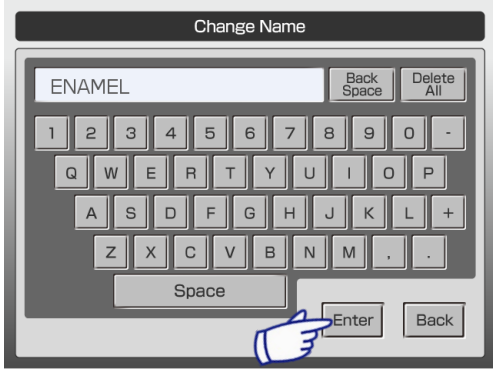 Change Name
ENAMEL
Back Space
Delete All
1 2 3 4 5 6 7 8 9 0 -
Q W E R T Y U I O P
A S D F G H J K L +
Z X C V B N M , .
Space
Enter Back